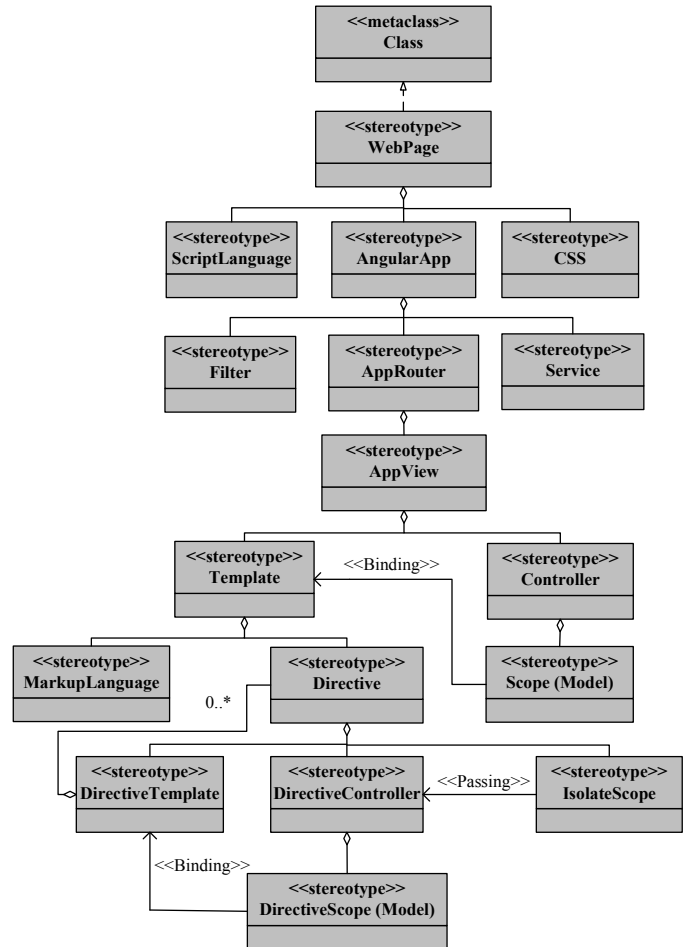 <<metaclass>>
Class
<<stereotype>>
WebPage
<<stereotype>>
ScriptLanguage
<<stereotype>>
AngularApp
<<stereotype>>
CSS
<<stereotype>>
Filter
<<stereotype>>
AppRouter
<<stereotype>>
Service
<<stereotype>>
AppView
<<stereotype>>
Template
<<Binding>>
<<stereotype>>
Controller
<<stereotype>>
MarkupLanguage
<<stereotype>>
Directive
<<stereotype>>
Scope (Model)
0..*
<<stereotype>>
DirectiveTemplate
<<stereotype>>
DirectiveController
<<Passing>>
<<stereotype>>
IsolateScope
<<Binding>>
<<stereotype>>
DirectiveScope (Model)